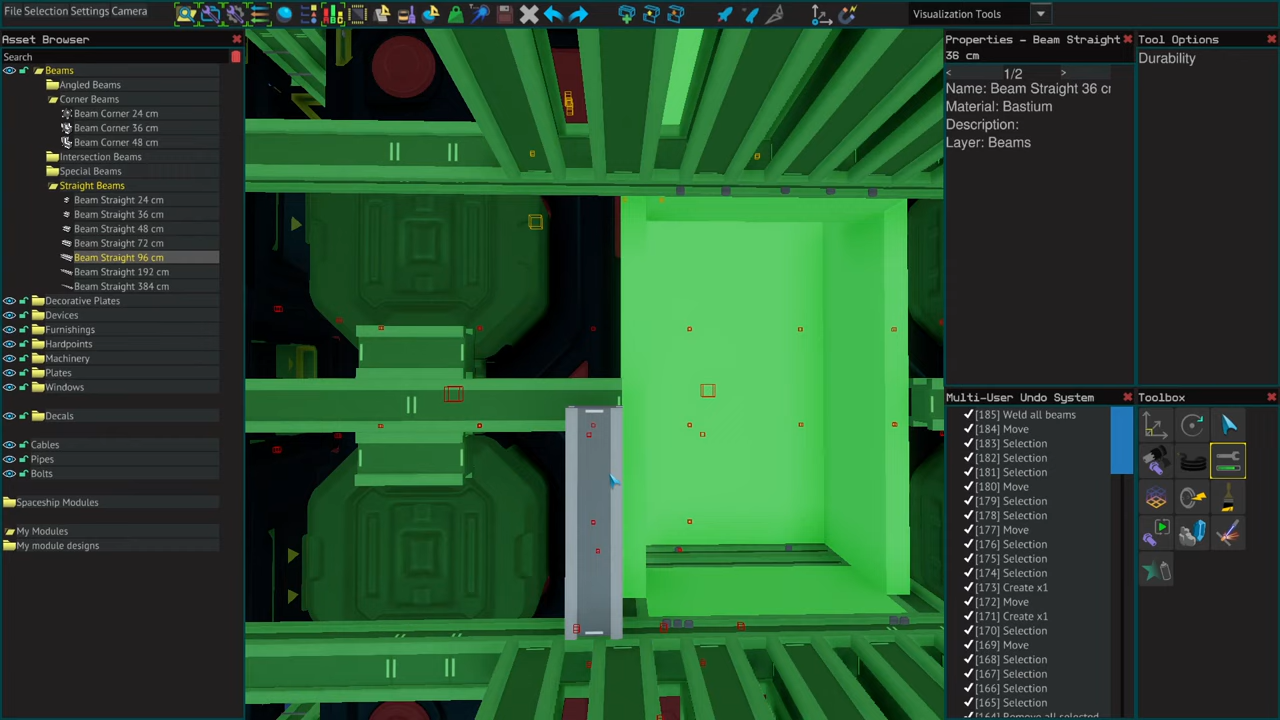 File Selection Settings Camera
Visualization Tools
Asset Browser
Search
Beams
Angled Beams
Corner Beams
Beam Corner 24 cm
Beam Corner 36 cm
Beam Corner 48 cm
Intersection Beams
Special Beams
Straight Beams
Beam Straight 24 cm
Beam Straight 36 cm
Beam Straight 48 cm
Beam Straight 72 cm
Beam Straight 96 cm
Beam Straight 192 cm
Beam Straight 384 cm
Decorative Plates
Devices
Furnishings
Hardpoints
Machinery
Plates
Windows
Decals
Cables
Pipes
Bolts
Spaceship Modules
My Modules
My module designs
Properties - Beam Straight
36 cm
< 1/2 >
Name: Beam Straight 36 cm
Material: Bastium
Description:
Layer: Beams
Tool Options
Durability
Multi-User Undo System
[185] Weld all beams
[184] Move
[183] Selection
[182] Selection
[181] Selection
[180] Move
[179] Selection
[178] Selection
[177] Move
[176] Selection
[175] Selection
[174] Selection
[173] Create x1
[172] Move
[171] Create x1
[170] Selection
[169] Move
[168] Selection
[167] Selection
[166] Selection
[165] Selection
[164] Remove all selected
Toolbox